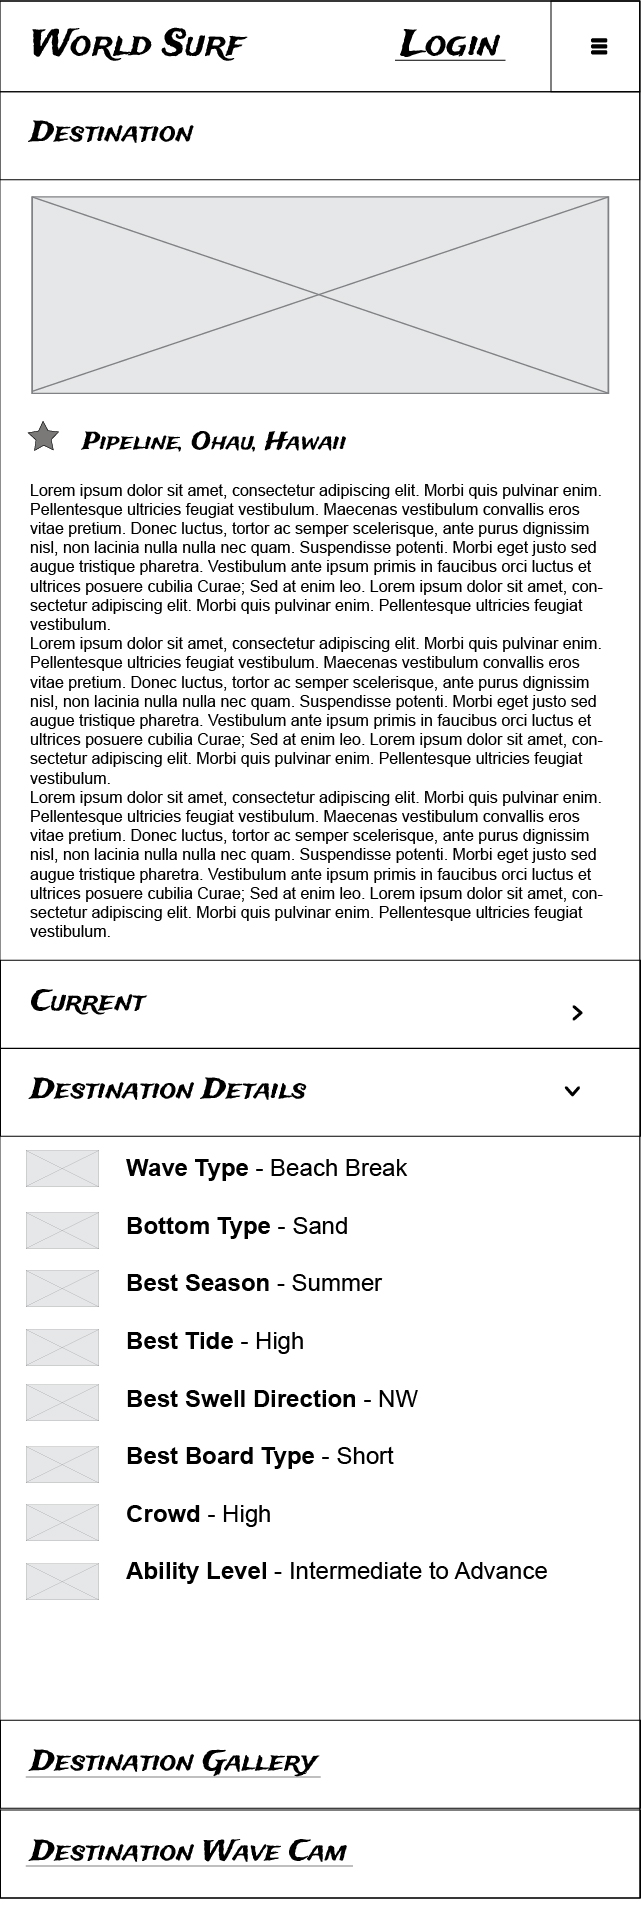 World Surf
Login
Destination
Pipeline, Ohau, Hawaii
Lorem ipsum dolor sit amet, consectetur adipiscing elit. Morbi quis pulvinar enim.
Pellentesque ultricies feugiat vestibulum. Maecenas vestibulum convallis eros
vitae pretium. Donec luctus, tortor ac semper scelerisque, ante purus dignissim
nisl, non lacinia nulla nulla nec quam. Suspendisse potenti. Morbi eget justo sed
augue tristique pharetra. Vestibulum ante ipsum primis in faucibus orci luctus et
ultrices posuere cubilia Curae; Sed at enim leo. Lorem ipsum dolor sit amet, con-
sectetur adipiscing elit. Morbi quis pulvinar enim. Pellentesque ultricies feugiat
vestibulum.
Lorem ipsum dolor sit amet, consectetur adipiscing elit. Morbi quis pulvinar enim.
Pellentesque ultricies feugiat vestibulum. Maecenas vestibulum convallis eros
vitae pretium. Donec luctus, tortor ac semper scelerisque, ante purus dignissim
nisl, non lacinia nulla nulla nec quam. Suspendisse potenti. Morbi eget justo sed
augue tristique pharetra. Vestibulum ante ipsum primis in faucibus orci luctus et
ultrices posuere cubilia Curae; Sed at enim leo. Lorem ipsum dolor sit amet, con-
sectetur adipiscing elit. Morbi quis pulvinar enim. Pellentesque ultricies feugiat
vestibulum.
Lorem ipsum dolor sit amet, consectetur adipiscing elit. Morbi quis pulvinar enim.
Pellentesque ultricies feugiat vestibulum. Maecenas vestibulum convallis eros
vitae pretium. Donec luctus, tortor ac semper scelerisque, ante purus dignissim
nisl, non lacinia nulla nulla nec quam. Suspendisse potenti. Morbi eget justo sed
augue tristique pharetra. Vestibulum ante ipsum primis in faucibus orci luctus et
ultrices posuere cubilia Curae; Sed at enim leo. Lorem ipsum dolor sit amet, con-
sectetur adipiscing elit. Morbi quis pulvinar enim. Pellentesque ultricies feugiat
vestibulum.
Current
Destination Details
Wave Type - Beach Break
Bottom Type - Sand
Best Season - Summer
Best Tide - High
Best Swell Direction - NW
Best Board Type - Short
Crowd - High
Ability Level - Intermediate to Advance
Destination Gallery
Destination Wave Cam